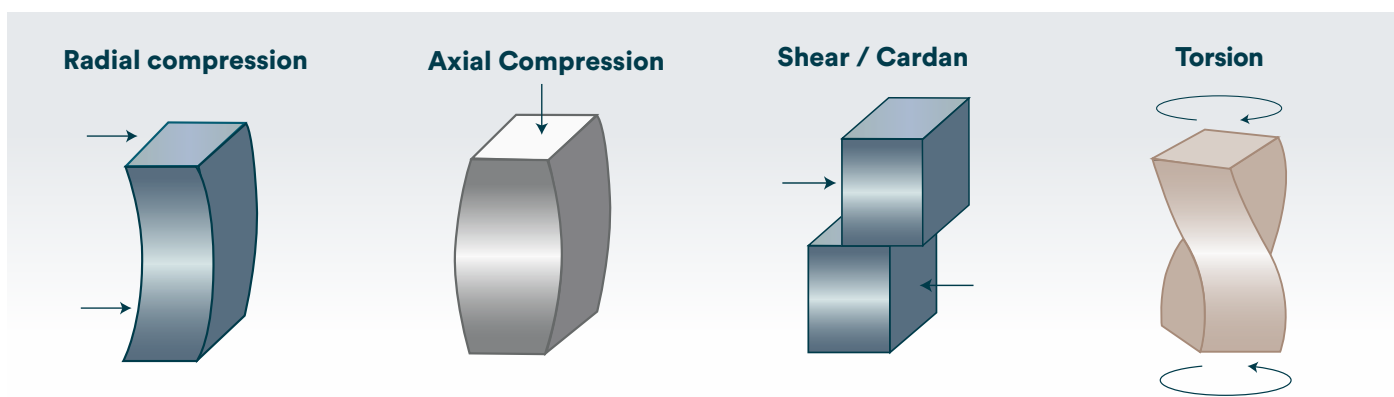 Radial compression
Axial Compression
Shear / Cardan
Torsion